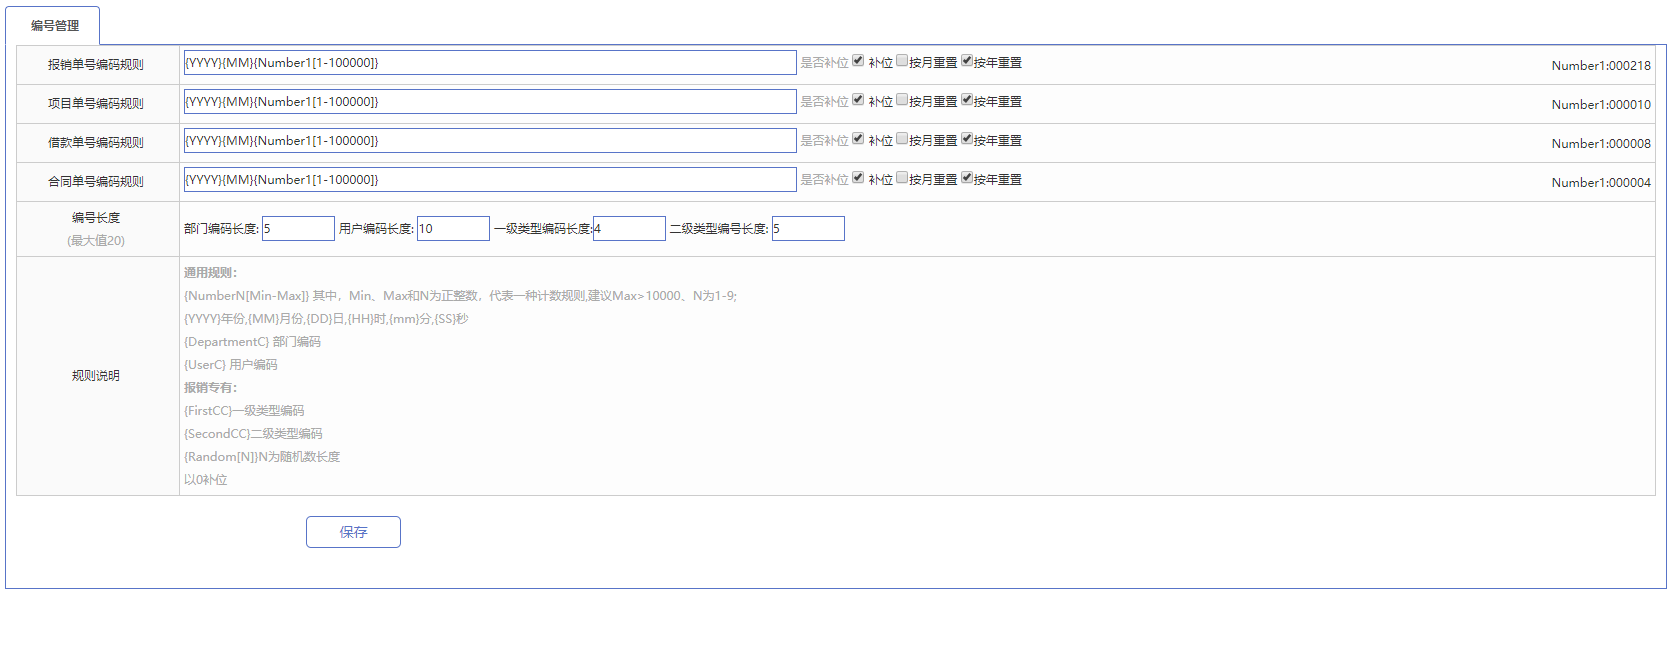 编号管理
报销单号编码规则 {YYYY}{MM}{Number1[1-100000]} 是否补位 补位 按月重置 按年重置 Number1:000218
项目单号编码规则 {YYYY}{MM}{Number1[1-100000]} 是否补位 补位 按月重置 按年重置 Number1:000010
借款单号编码规则 {YYYY}{MM}{Number1[1-100000]} 是否补位 补位 按月重置 按年重置 Number1:000008
合同单号编码规则 {YYYY}{MM}{Number1[1-100000]} 是否补位 补位 按月重置 按年重置 Number1:000004
编号长度
(最大值20)
部门编码长度: 5 用户编码长度: 10 一级类型编码长度: 4 二级类型编号长度: 5
规则说明
通用规则：
{NumberN[Min-Max]} 其中，Min、Max和N为正整数，代表一种计数规则,建议Max>10000、N为1-9;
{YYYY}年份,{MM}月份,{DD}日,{HH}时,{mm}分,{SS}秒
{DepartmentC} 部门编码
{UserC} 用户编码
报销专有：
{FirstCC}一级类型编码
{SecondCC}二级类型编码
{Random[N]}N为随机数长度
以0补位
保存